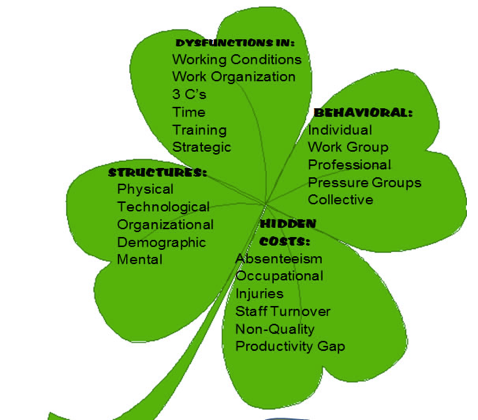 DYSFUNCTIONS IN:
Working Conditions
Work Organization
3 C's
Time
Training
Strategic
BEHAVIORAL:
Individual
Work Group
Professional
Pressure Groups
Collective
STRUCTURES:
Physical
Technological
Organizational
Demographic
Mental
HIDDEN
COSTS:
Absenteeism
Occupational
Injuries
Staff Turnover
Non-Quality
Productivity Gap